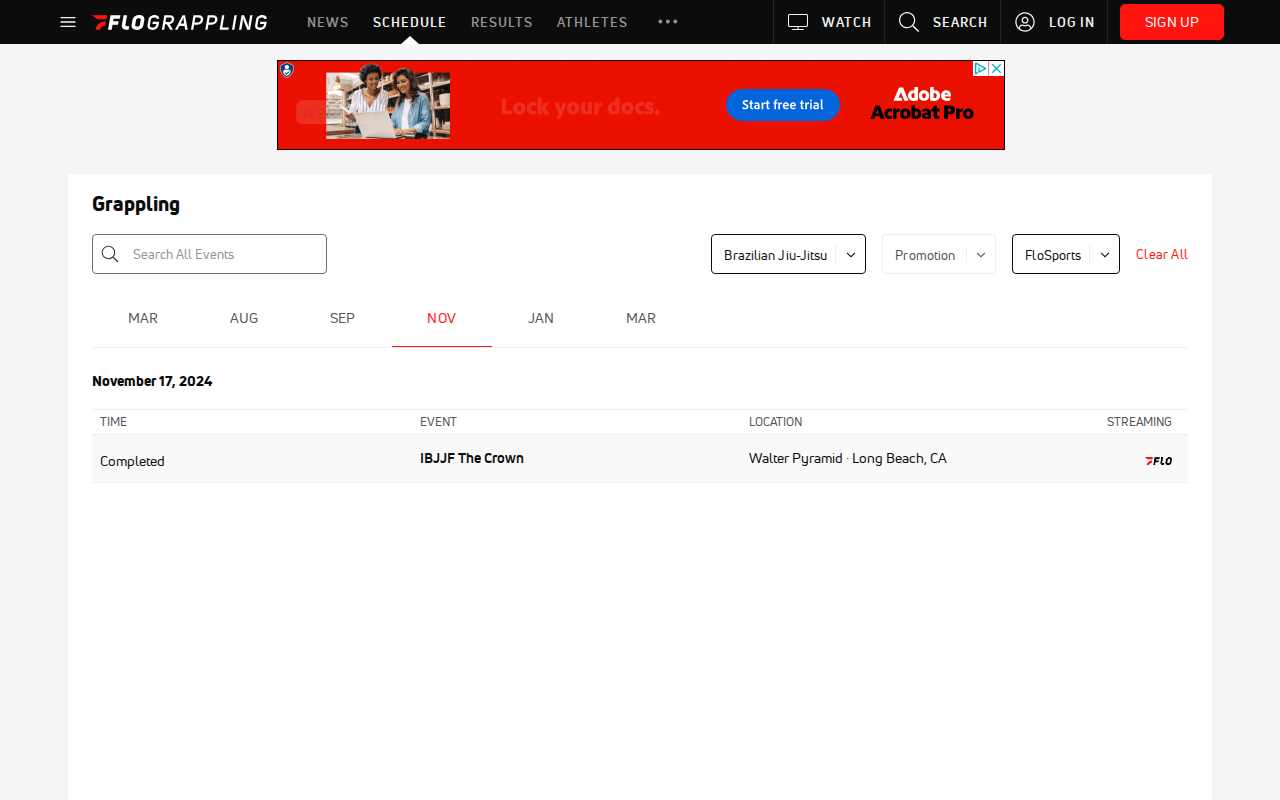 FLOGRAPPLING NEWS SCHEDULE RESULTS ATHLETES WATCH SEARCH LOG IN SIGN UP
Lock your docs. Start free trial Adobe
Acrobat Pro
Grappling
Search All Events Brazilian Jiu-Jitsu Promotion FloSports Clear All
MAR AUG SEP NOV JAN MAR
November 17, 2024
TIME EVENT LOCATION STREAMING
Completed IBJJF The Crown Walter Pyramid · Long Beach, CA FLO